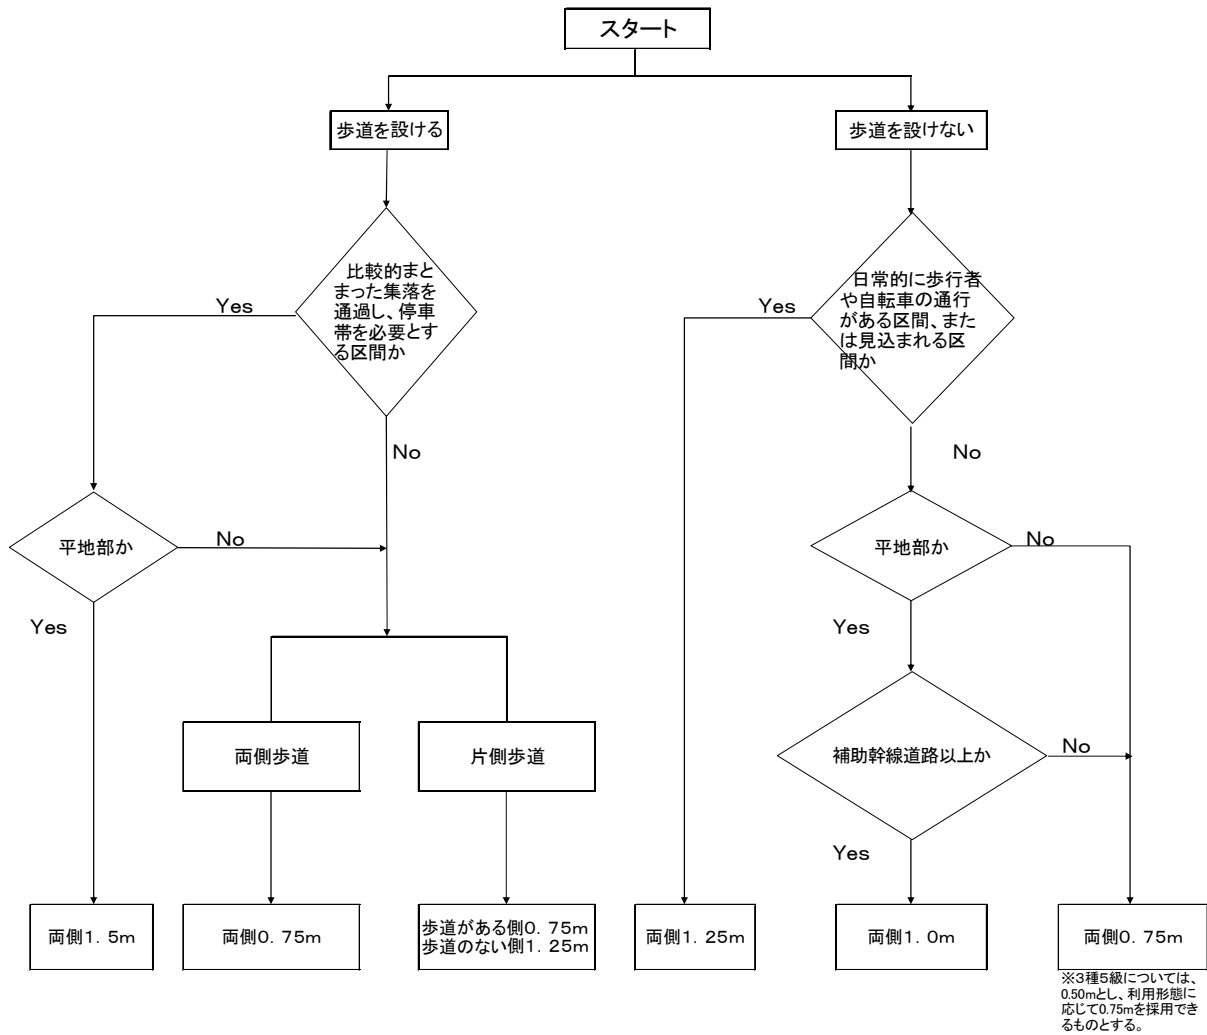 スタート
歩道を設ける
歩道を設けない
比較的まと
まった集落を
通過し、停車
帯を必要とす
る区間か
日常的に歩行者
や自転車の通行
がある区間、また
は見込まれる区
間か
Yes
Yes
No
No
平地部か
No
平地部か
No
Yes
Yes
両側歩道
片側歩道
補助幹線道路以上か
No
Yes
両側1．5m
両側0．75m
歩道がある側0．75m
歩道のない側1．25m
両側1．25m
両側1．0m
両側0．75m
※3種5級については、
0.50mとし、利用形態に
応じて0.75mを採用でき
るものとする。